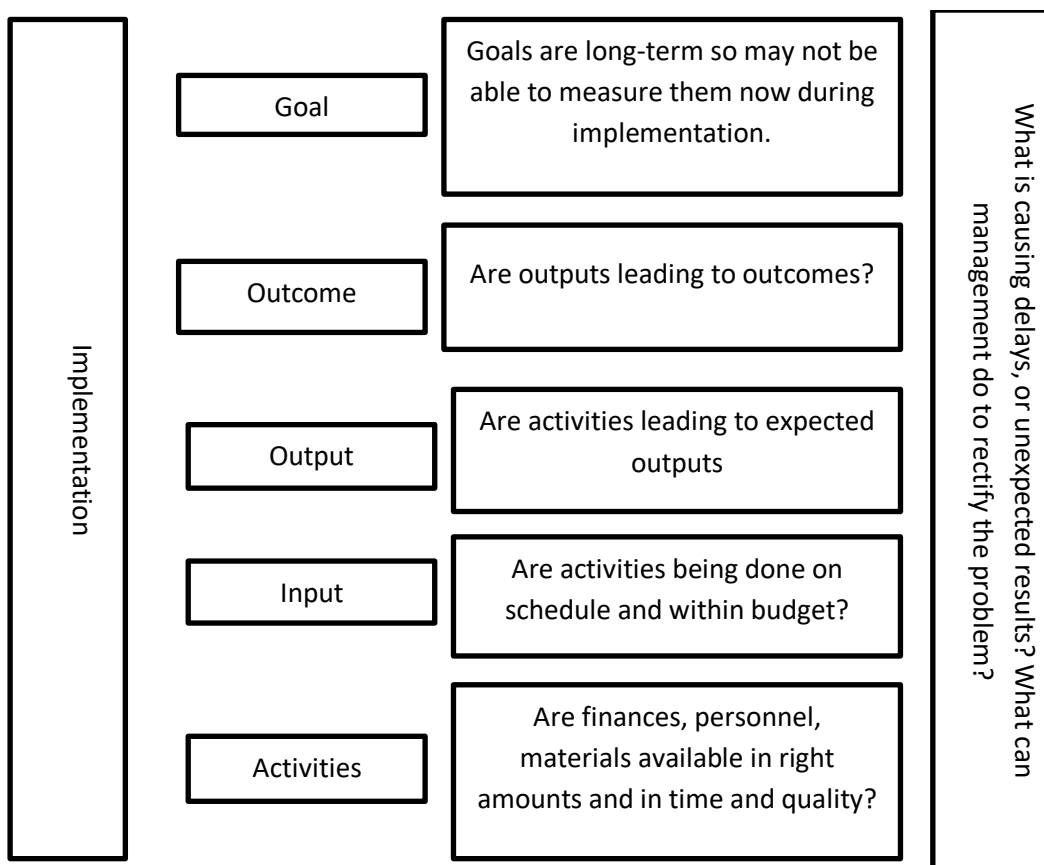 Implementation
Goal
Goals are long-term so may not be
able to measure them now during
implementation.
Outcome
Are outputs leading to outcomes?
Output
Are activities leading to expected
outputs
Input
Are activities being done on
schedule and within budget?
Activities
Are finances, personnel,
materials available in right
amounts and in time and quality?
What is causing delays, or unexpected results? What can
management do to rectify the problem?